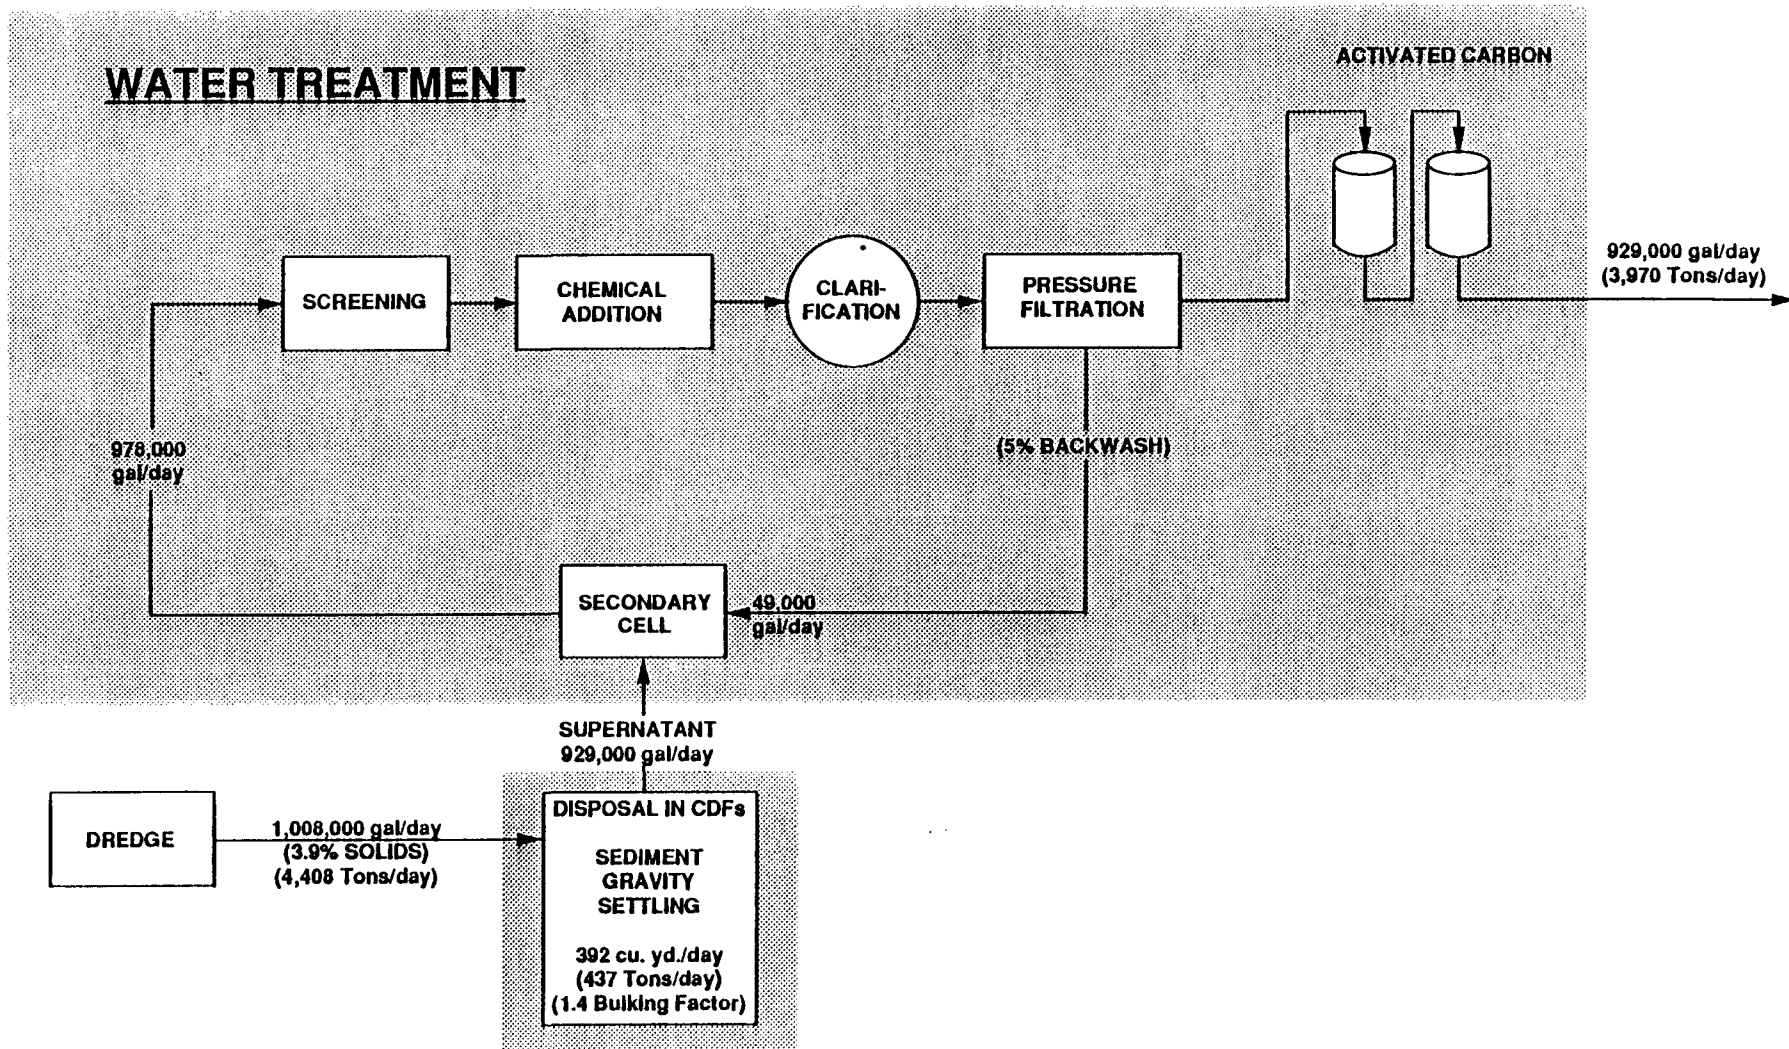 WATER TREATMENT
ACTIVATED CARBON
SCREENING
CHEMICAL
ADDITION
CLARI-
FICATION
PRESSURE
FILTRATION
929,000 gal/day
(3,970 Tons/day)
978,000
gal/day
(5% BACKWASH)
SECONDARY
CELL
49,000
gal/day
SUPERNATANT
929,000 gal/day
DREDGE
1,008,000 gal/day
(3.9% SOLIDS)
(4,408 Tons/day)
DISPOSAL IN CDFs
SEDIMENT
GRAVITY
SETTLING
392 cu. yd./day
(437 Tons/day)
(1.4 Bulking Factor)